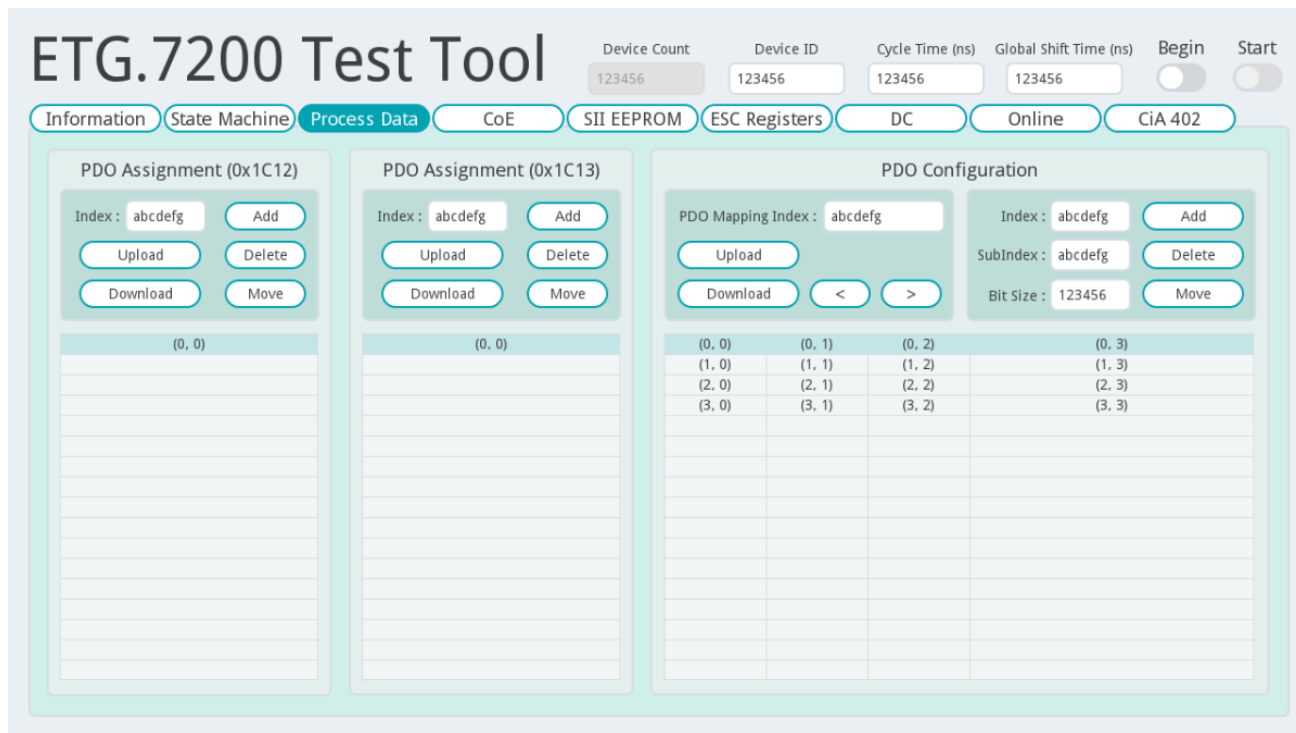 ETG.7200 Test Tool
Device Count Device ID Cycle Time (ns) Global Shift Time (ns) Begin Start
123456 123456 123456 123456
Information State Machine Process Data CoE SII EEPROM ESC Registers DC Online CiA 402
PDO Assignment (0x1C12) PDO Assignment (0x1C13) PDO Configuration
Index : abcdefg Add Index : abcdefg Add PDO Mapping Index : abcdefg Index : abcdefg Add
Upload Delete Upload Delete Upload SubIndex : abcdefg Delete
Download Move Download Move Download < > Bit Size : 123456 Move
(0, 0) (0, 0) (0, 0) (0, 1) (0, 2) (0, 3)
(1, 0) (1, 1) (1, 2) (1, 3)
(2, 0) (2, 1) (2, 2) (2, 3)
(3, 0) (3, 1) (3, 2) (3, 3)